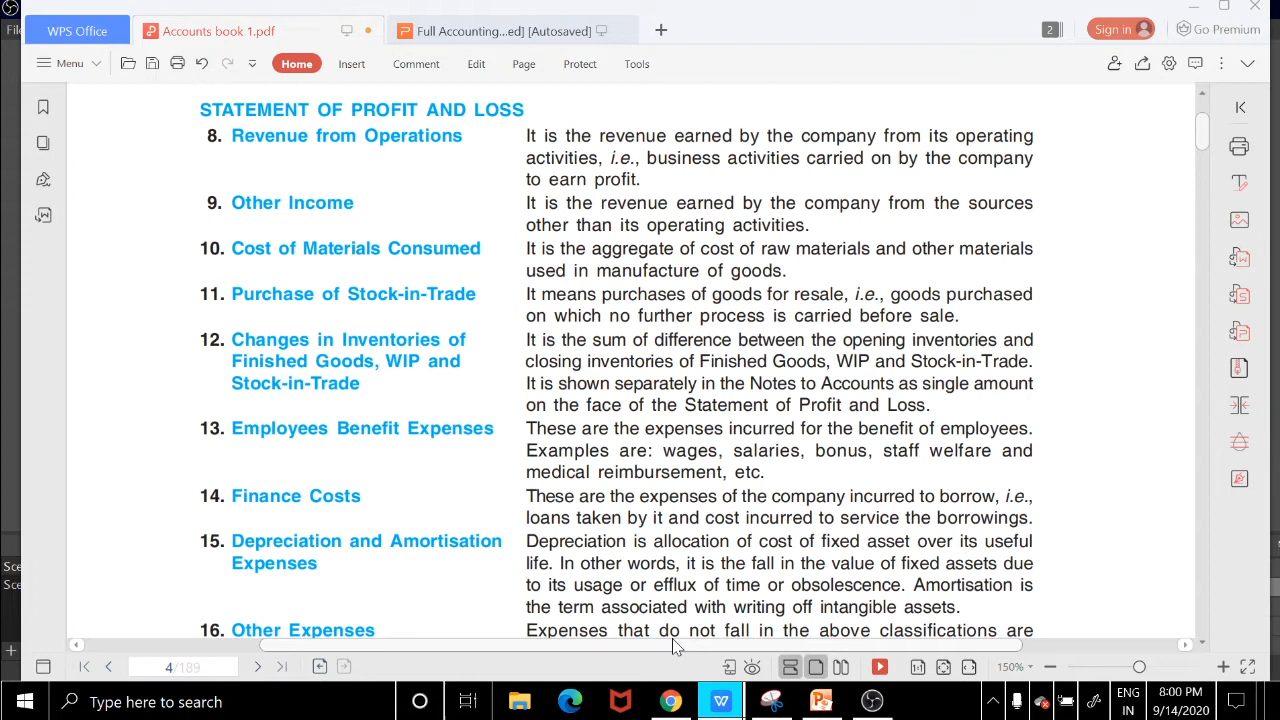 WPS Office
Accounts book 1.pdf
Full Accounting...ed] [Autosaved]
2
Sign in
Go Premium
File
Menu
Home
Insert
Comment
Edit
Page
Protect
Tools
STATEMENT OF PROFIT AND LOSS
8. Revenue from Operations It is the revenue earned by the company from its operating
activities, i.e., business activities carried on by the company
to earn profit.
9. Other Income It is the revenue earned by the company from the sources
other than its operating activities.
10. Cost of Materials Consumed It is the aggregate of cost of raw materials and other materials
used in manufacture of goods.
11. Purchase of Stock-in-Trade It means purchases of goods for resale, i.e., goods purchased
on which no further process is carried before sale.
12. Changes in Inventories of It is the sum of difference between the opening inventories and
Finished Goods, WIP and closing inventories of Finished Goods, WIP and Stock-in-Trade.
Stock-in-Trade It is shown separately in the Notes to Accounts as single amount
on the face of the Statement of Profit and Loss.
13. Employees Benefit Expenses These are the expenses incurred for the benefit of employees.
Examples are: wages, salaries, bonus, staff welfare and
medical reimbursement, etc.
14. Finance Costs These are the expenses of the company incurred to borrow, i.e.,
loans taken by it and cost incurred to service the borrowings.
15. Depreciation and Amortisation Depreciation is allocation of cost of fixed asset over its useful
Expenses life. In other words, it is the fall in the value of fixed assets due
to its usage or efflux of time or obsolescence. Amortisation is
the term associated with writing off intangible assets.
16. Other Expenses Expenses that do not fall in the above classifications are
Sce
Sce
4/189
1:1
150%
Type here to search
ENG
IN
8:00 PM
9/14/2020